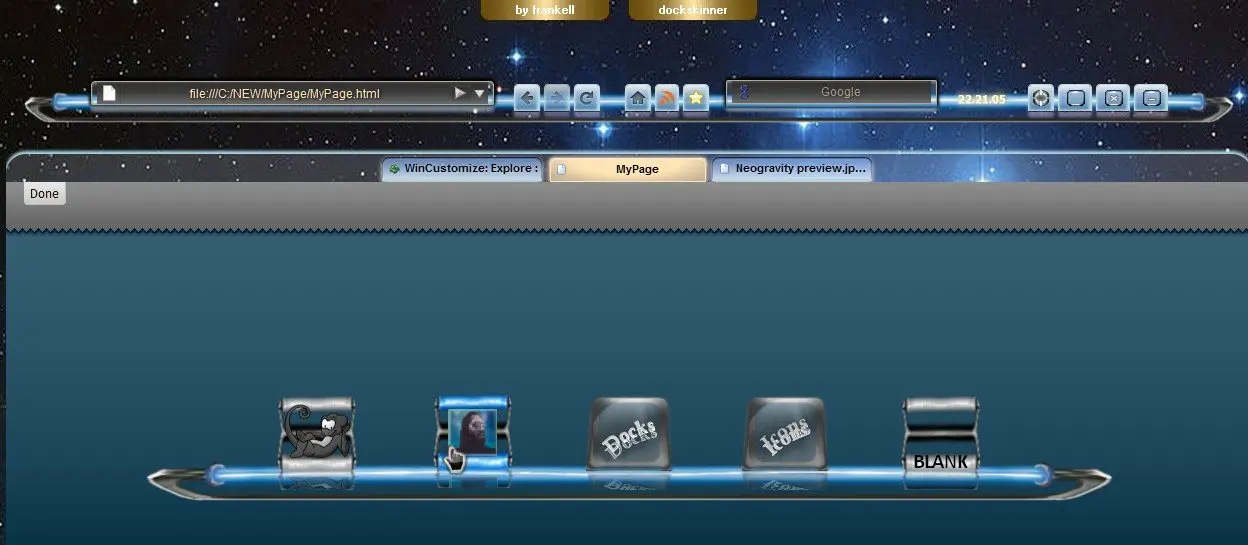 by frankell
dockskinner
file:///C:/NEW/MyPage/MyPage.html
Google
22.21.05
WinCustomize: Explore :
MyPage
Neogravity preview.jp...
Done
Docks
Icons
BLANK